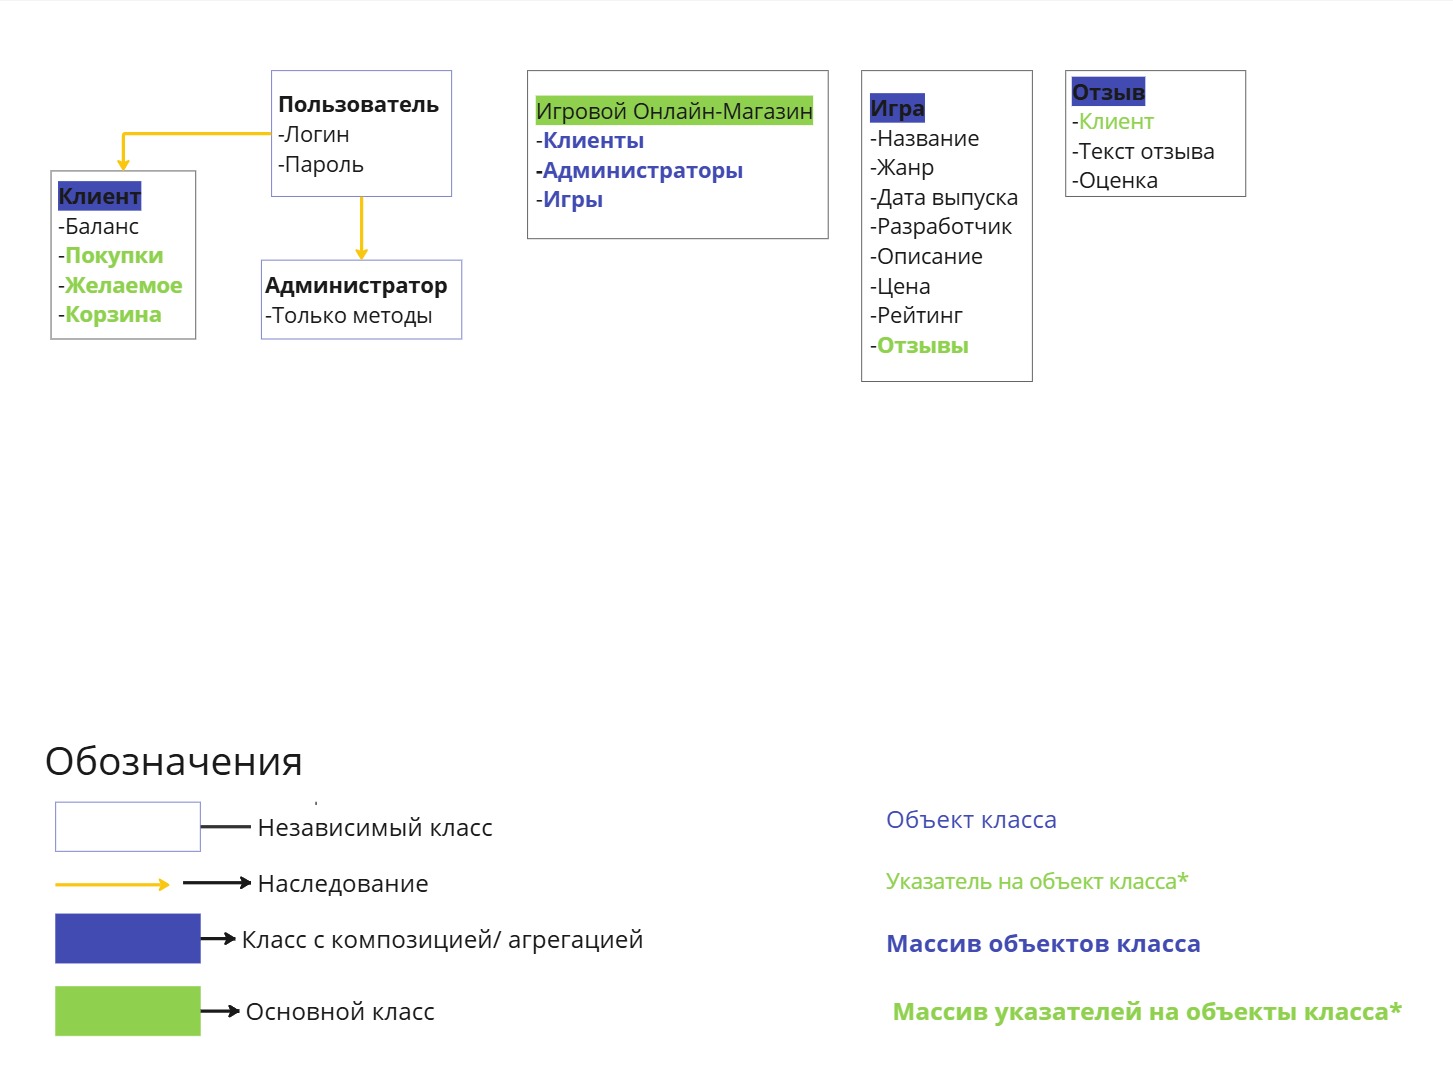 Пользователь
-Логин
-Пароль
Клиент
-Баланс
-Покупки
-Желаемое
-Корзина
Администратор
-Только методы
Игровой Онлайн-Магазин
-Клиенты
-Администраторы
-Игры
Игра
-Название
-Жанр
-Дата выпуска
-Разработчик
-Описание
-Цена
-Рейтинг
-Отзывы
Отзыв
-Клиент
-Текст отзыва
-Оценка
Обозначения
Независимый класс
Наследование
Класс с композицией/ агрегацией
Основной класс
Объект класса
Указатель на объект класса*
Массив объектов класса
Массив указателей на объекты класса*